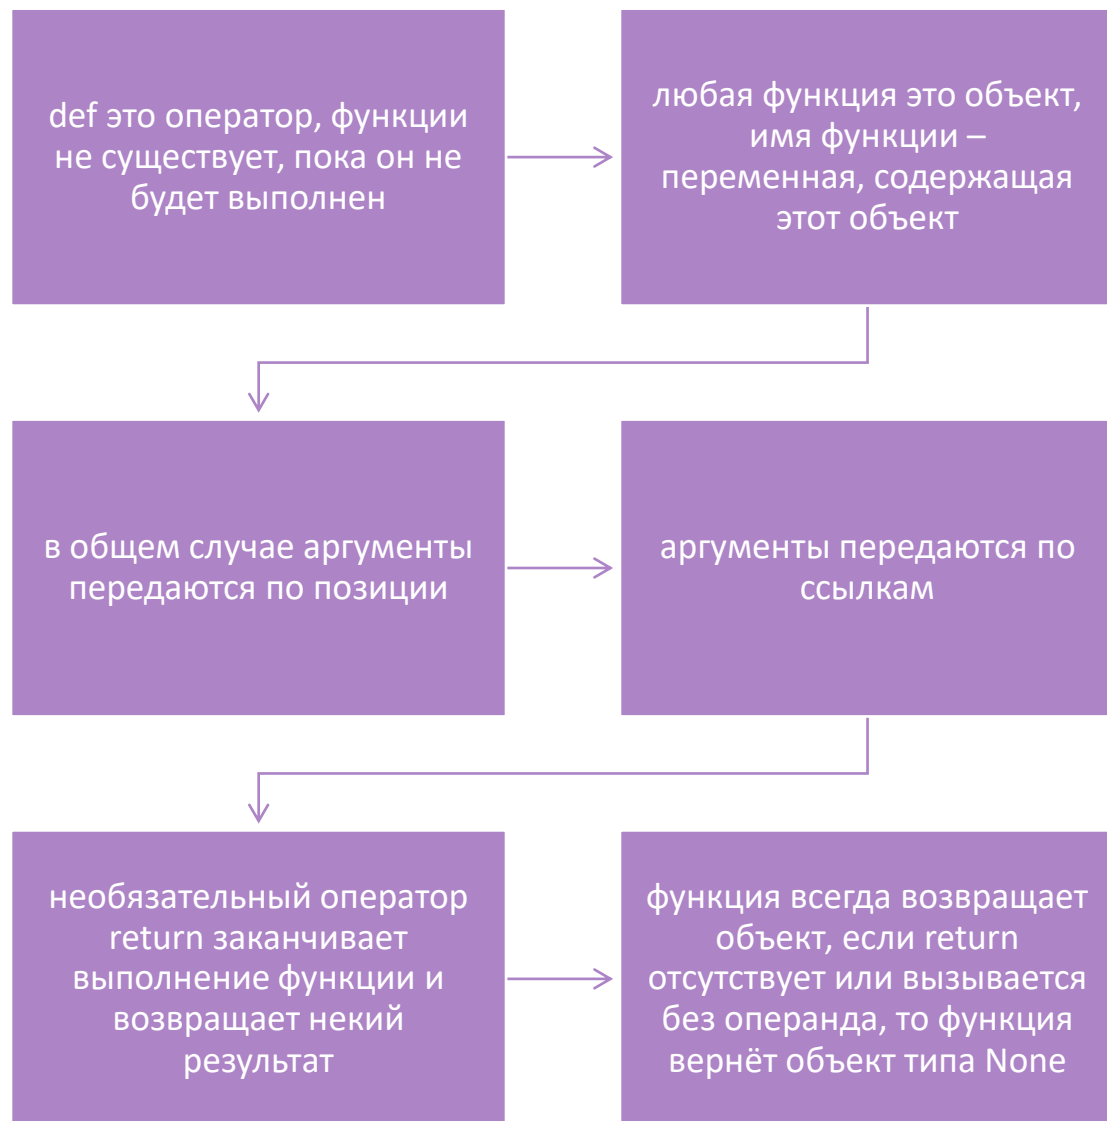 def это оператор, функции
не существует, пока он не
будет выполнен
любая функция это объект,
имя функции –
переменная, содержащая
этот объект
в общем случае аргументы
передаются по позиции
аргументы передаются по
ссылкам
необязательный оператор
return заканчивает
выполнение функции и
возвращает некий
результат
функция всегда возвращает
объект, если return
отсутствует или вызывается
без операнда, то функция
вернёт объект типа None